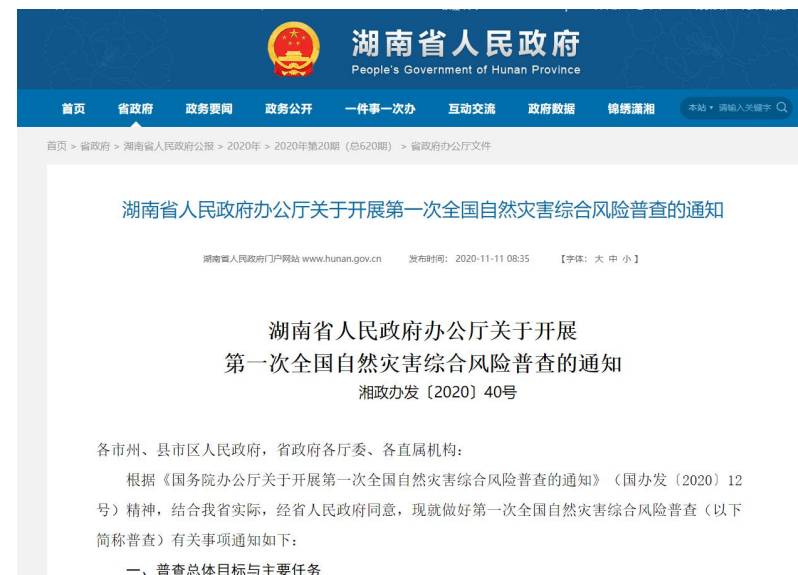 湖南省人民政府
People's Government of Hunan Province
首页 省政府 政务要闻 政务公开 一件事一次办 互动交流 政府数据 锦绣潇湘 本站 请输入关键字
首页 > 省政府 > 湖南省人民政府公报 > 2020年 > 2020年第20期（总620期） > 省政府办公厅文件
湖南省人民政府办公厅关于开展第一次全国自然灾害综合风险普查的通知
湖南省人民政府门户网站 www.hunan.gov.cn 发布时间： 2020-11-11 08:35 【字体：大 中 小】
湖南省人民政府办公厅关于开展
第一次全国自然灾害综合风险普查的通知
湘政办发〔2020〕40号
各市州、县市区人民政府，省政府各厅委、各直属机构：
根据《国务院办公厅关于开展第一次全国自然灾害综合风险普查的通知》（国办发〔2020〕12
号）精神，结合我省实际，经省人民政府同意，现就做好第一次全国自然灾害综合风险普查（以下
简称普查）有关事项通知如下：
一、普查总体目标与主要任务